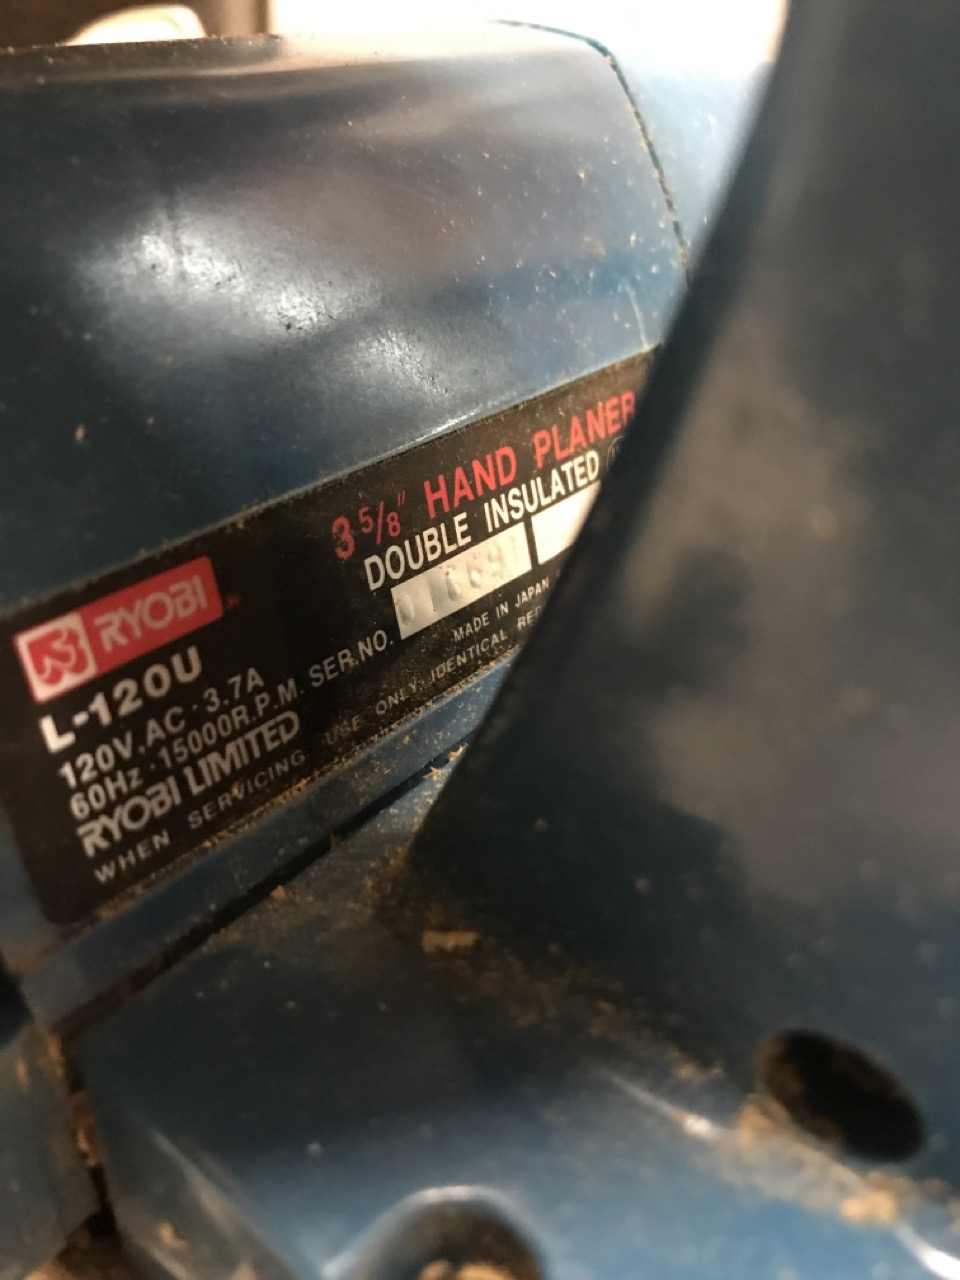 3 5/8" HAND PLANER
DOUBLE INSULATED
RYOBI
L-120U
120V.AC·3.7A
60Hz·15000R.P.M. SER.NO.
MADE IN JAPAN
RYOBI LIMITED
WHEN SERVICING USE ONLY IDENTICAL